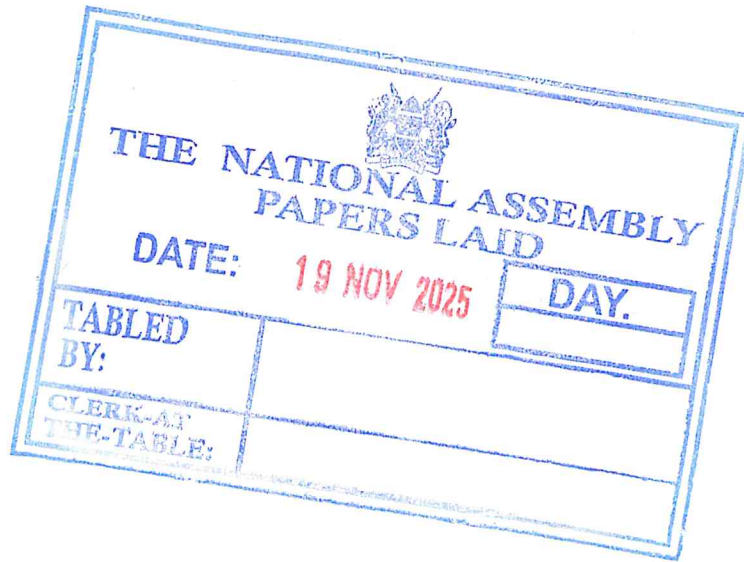 THE NATIONAL ASSEMBLY
PAPERS LAID
DATE: 19 NOV 2025 DAY.
TABLED
BY:
CLERK-AT
THE-TABLE: